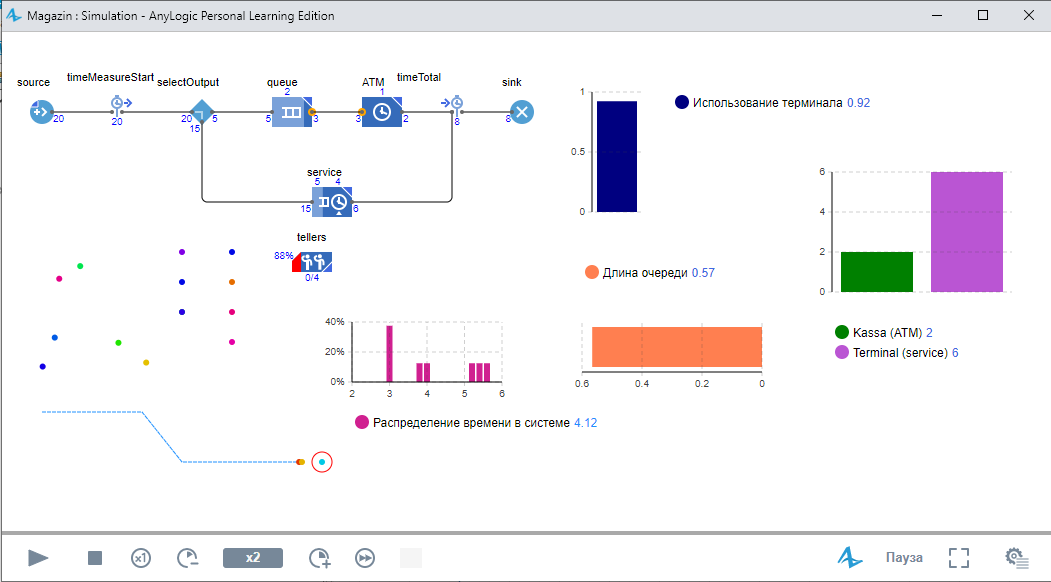 Magazin : Simulation - AnyLogic Personal Learning Edition
source
timeMeasureStart
selectOutput
queue
ATM
timeTotal
sink
2
1
20
20
20
5
15
5
3
3
2
8
8
service
5 4
15
6
tellers
88%
0/4
1
0.5
0
Использование терминала 0.92
6
4
2
0
Длина очереди 0.57
Kassa (ATM) 2
Terminal (service) 6
0.6 0.4 0.2 0
40%
20%
0%
2 3 4 5 6
Распределение времени в системе 4.12
x1
x2
Пауза